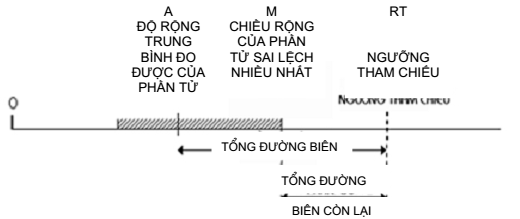 A
ĐỘ RỘNG
TRUNG
BÌNH ĐO
ĐƯỢC CỦA
PHẦN TỬ
M
CHIỀU RỘNG
CỦA PHẦN
TỬ SAI LỆCH
NHIỀU NHẤT
RT
NGƯỠNG
THAM CHIẾU
0
TỔNG ĐƯỜNG BIÊN
TỔNG ĐƯỜNG
BIÊN CÒN LẠI